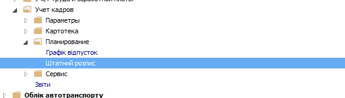 Учет кадров
Параметры
Картотека
Планирование
Графік відпусток
Штатний розпис
Сервис
Звіти
Облік автотранспорту